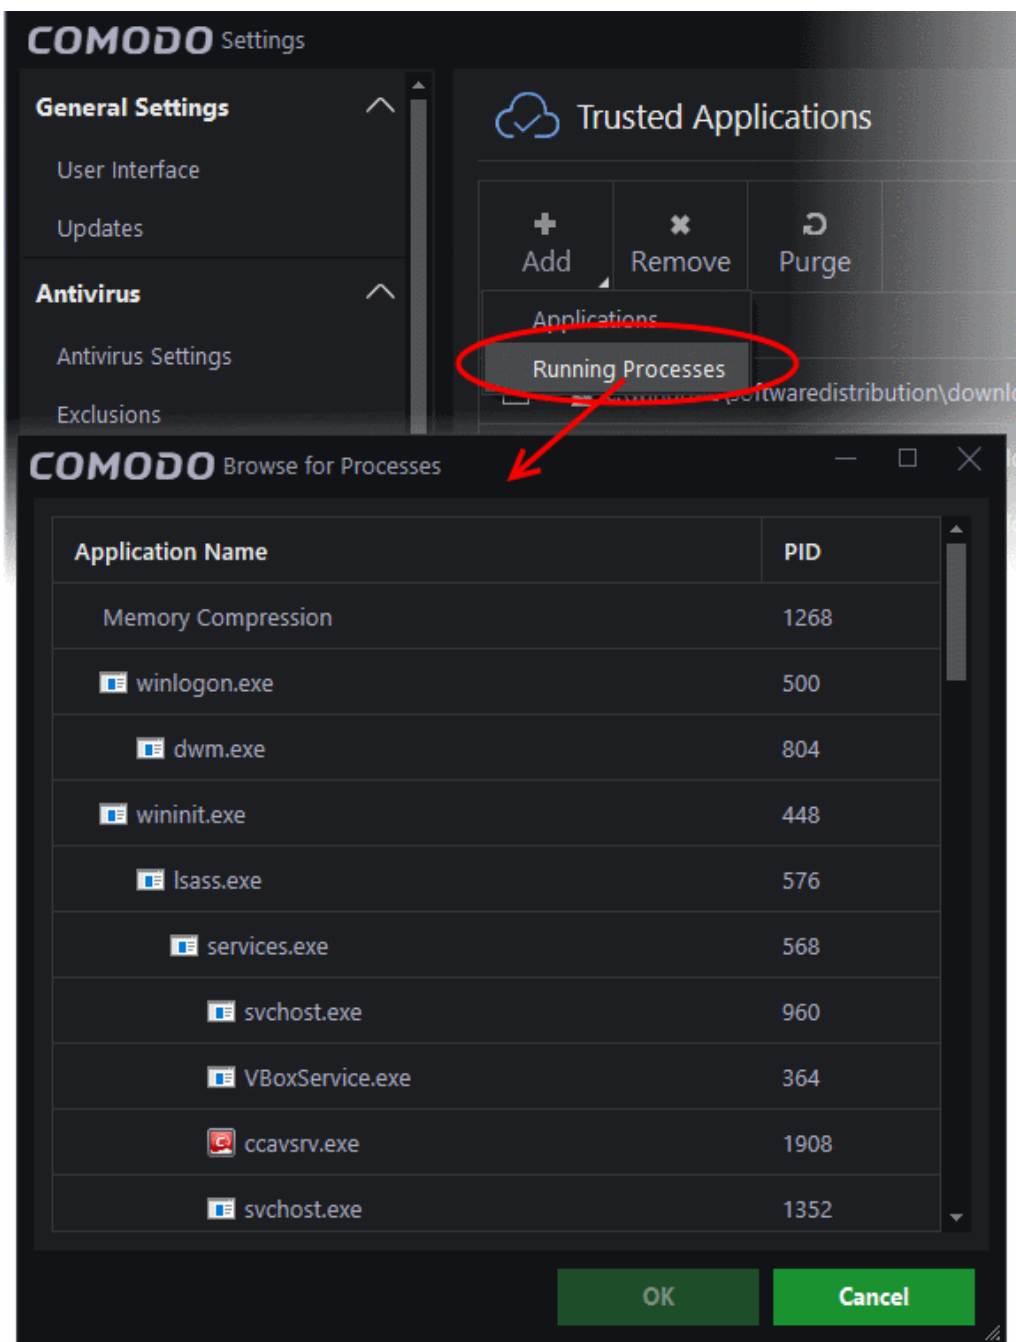 COMODO Settings
General Settings
User Interface
Updates
Antivirus
Antivirus Settings
Exclusions
Trusted Applications
Add
Remove
Purge
Applications
Running Processes
softwaredistribution\downlo
COMODO Browse for Processes
Application Name PID
Memory Compression 1268
winlogon.exe 500
dwm.exe 804
wininit.exe 448
lsass.exe 576
services.exe 568
svchost.exe 960
VBoxService.exe 364
ccavsrv.exe 1908
svchost.exe 1352
OK
Cancel